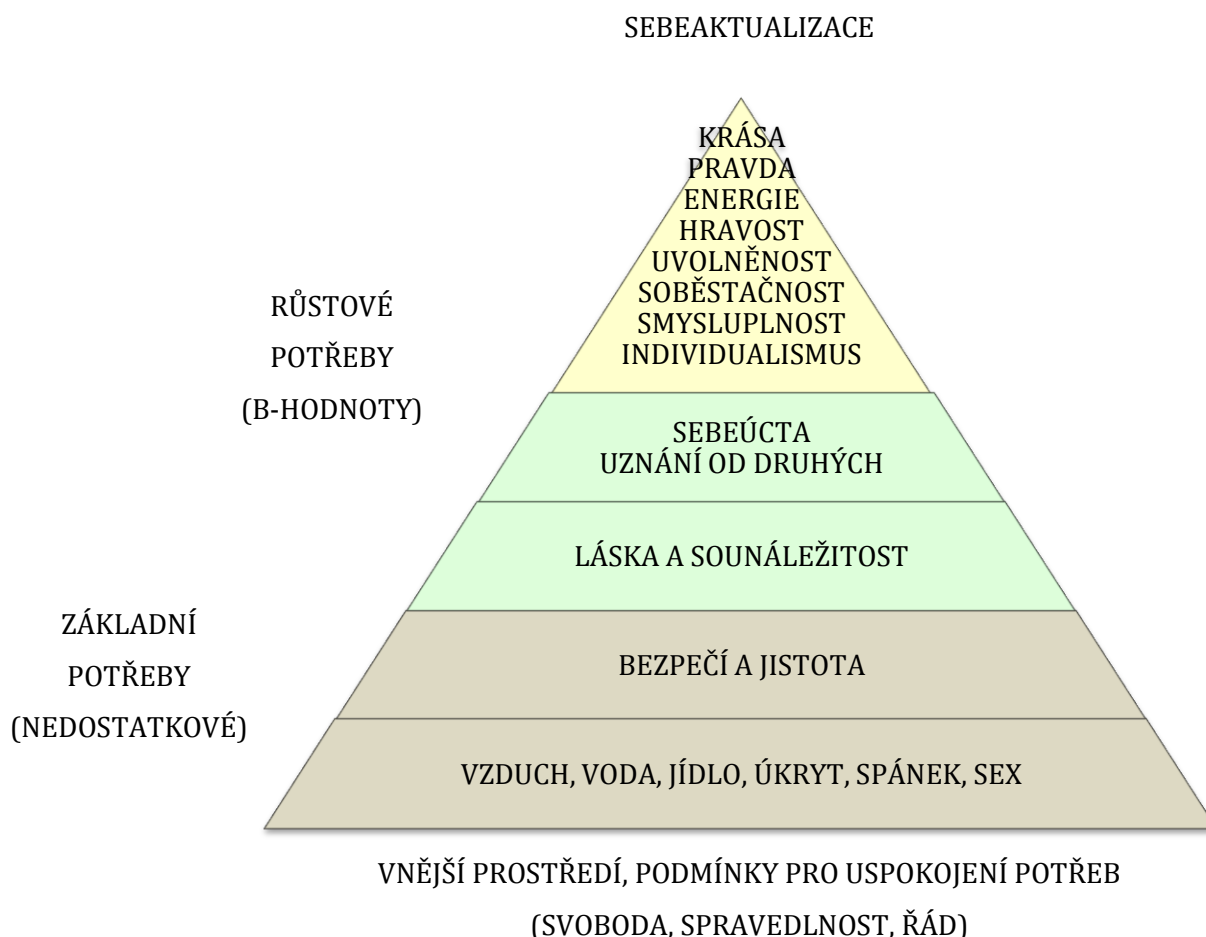 SEBEAKTUALIZACE
KRÁSA
PRAVDA
ENERGIE
HRAVOST
UVOLNĚNOST
SOBĚSTAČNOST
SMYSLUPLNOST
INDIVIDUALISMUS
RŮSTOVÉ
POTŘEBY
(B-HODNOTY)
SEBEÚCTA
UZNÁNÍ OD DRUHÝCH
LÁSKA A SOUNÁLEŽITOST
ZÁKLADNÍ
POTŘEBY
(NEDOSTATKOVÉ)
BEZPEČÍ A JISTOTA
VZDUCH, VODA, JÍDLO, ÚKRYT, SPÁNEK, SEX
VNĚJŠÍ PROSTŘEDÍ, PODMÍNKY PRO USPOKOJENÍ POTŘEB
(SVOBODA, SPRAVEDLNOST, ŘÁD)